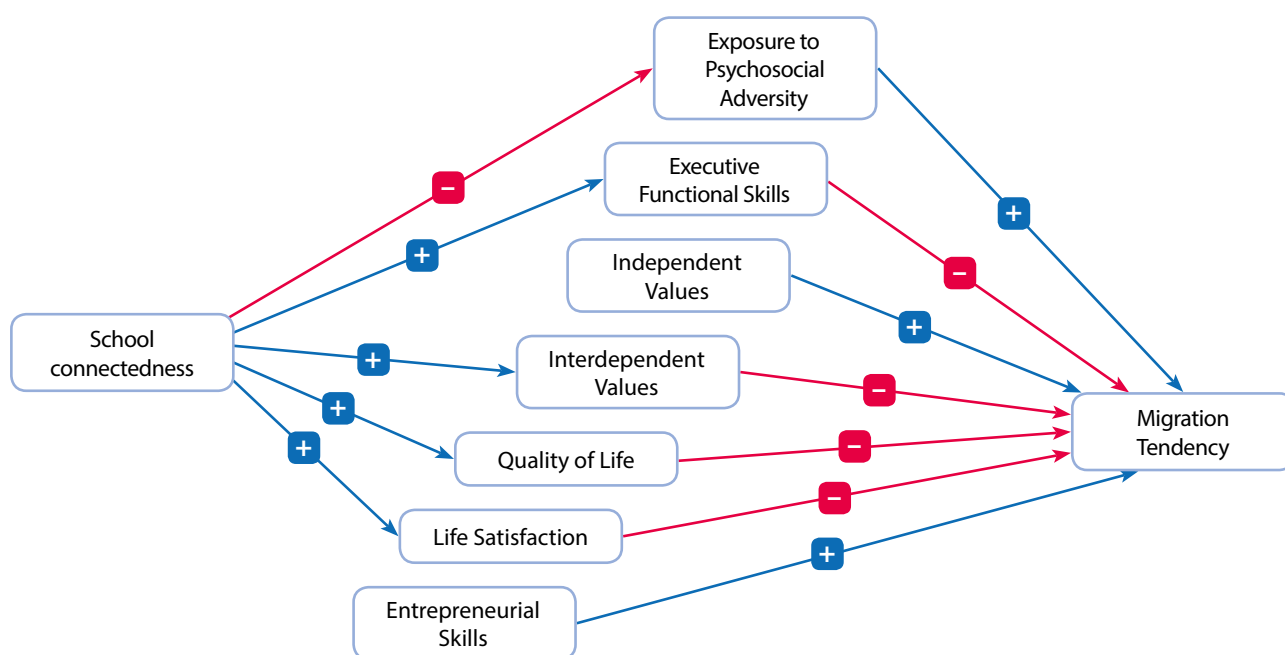 Exposure to
Psychosocial
Adversity
–
Executive
Functional Skills
+
+
Independent
Values
–
School
connectedness
+
Interdependent
Values
+
–
Migration
Tendency
+
Quality of Life
–
+
Life Satisfaction
–
Entrepreneurial
Skills
+